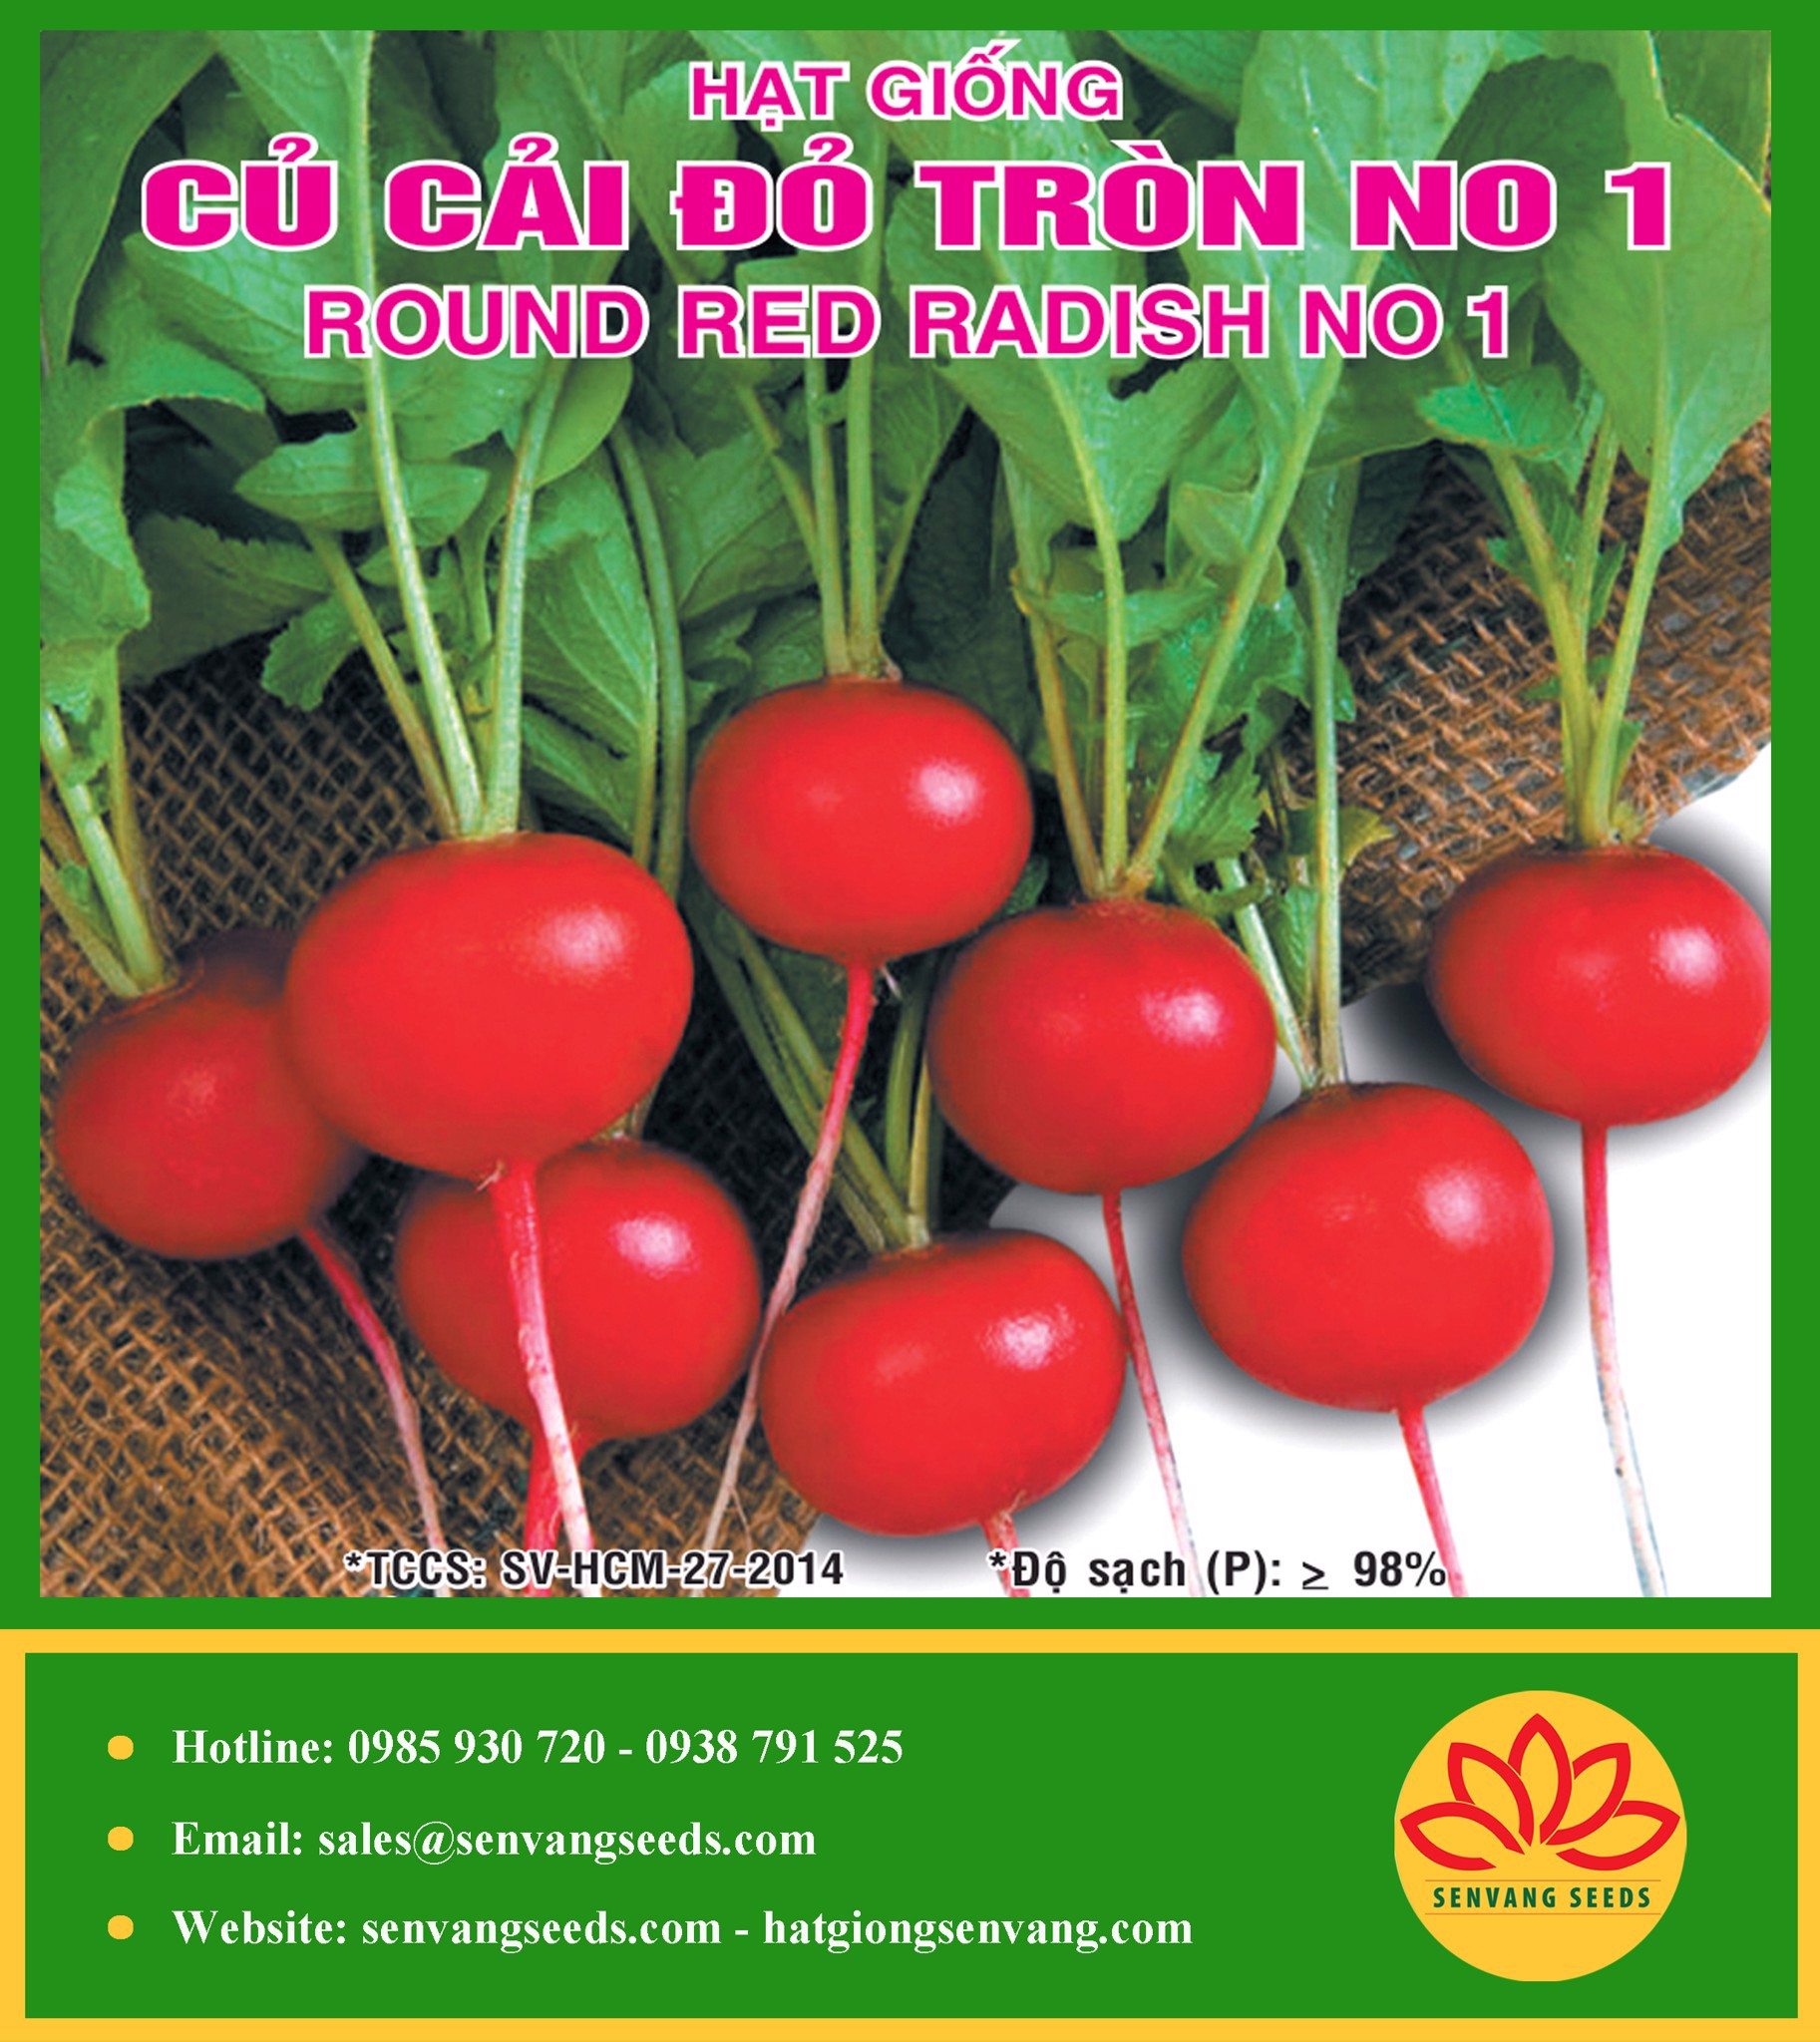 HẠT GIỐNG
CỦ CẢI ĐỎ TRÒN NO 1
ROUND RED RADISH NO 1
*TCCS: SV-HCM-27-2014 *Độ sạch (P): ≥ 98%
Hotline: 0985 930 720 - 0938 791 525
Email: sales@senvangseeds.com
Website: senvangseeds.com - hatgiongsenvang.com
SENVANG SEEDS